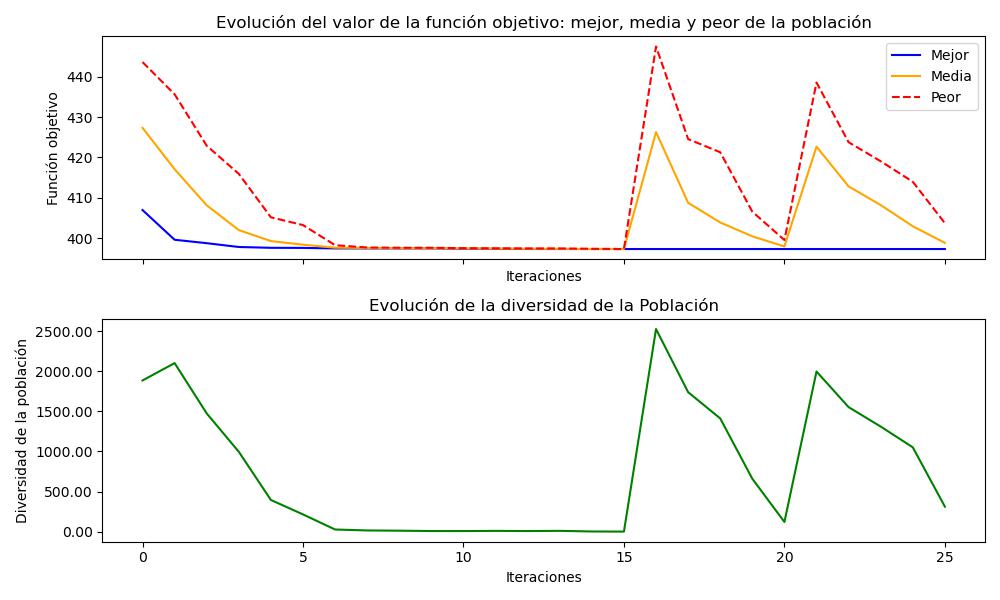 Evolución del valor de la función objetivo: mejor, media y peor de la población
Función objetivo
440
430
420
410
400
Mejor
Media
Peor
Iteraciones
Evolución de la diversidad de la Población
Diversidad de la población
2500.00
2000.00
1500.00
1000.00
500.00
0.00
0
5
10
15
20
25
Iteraciones